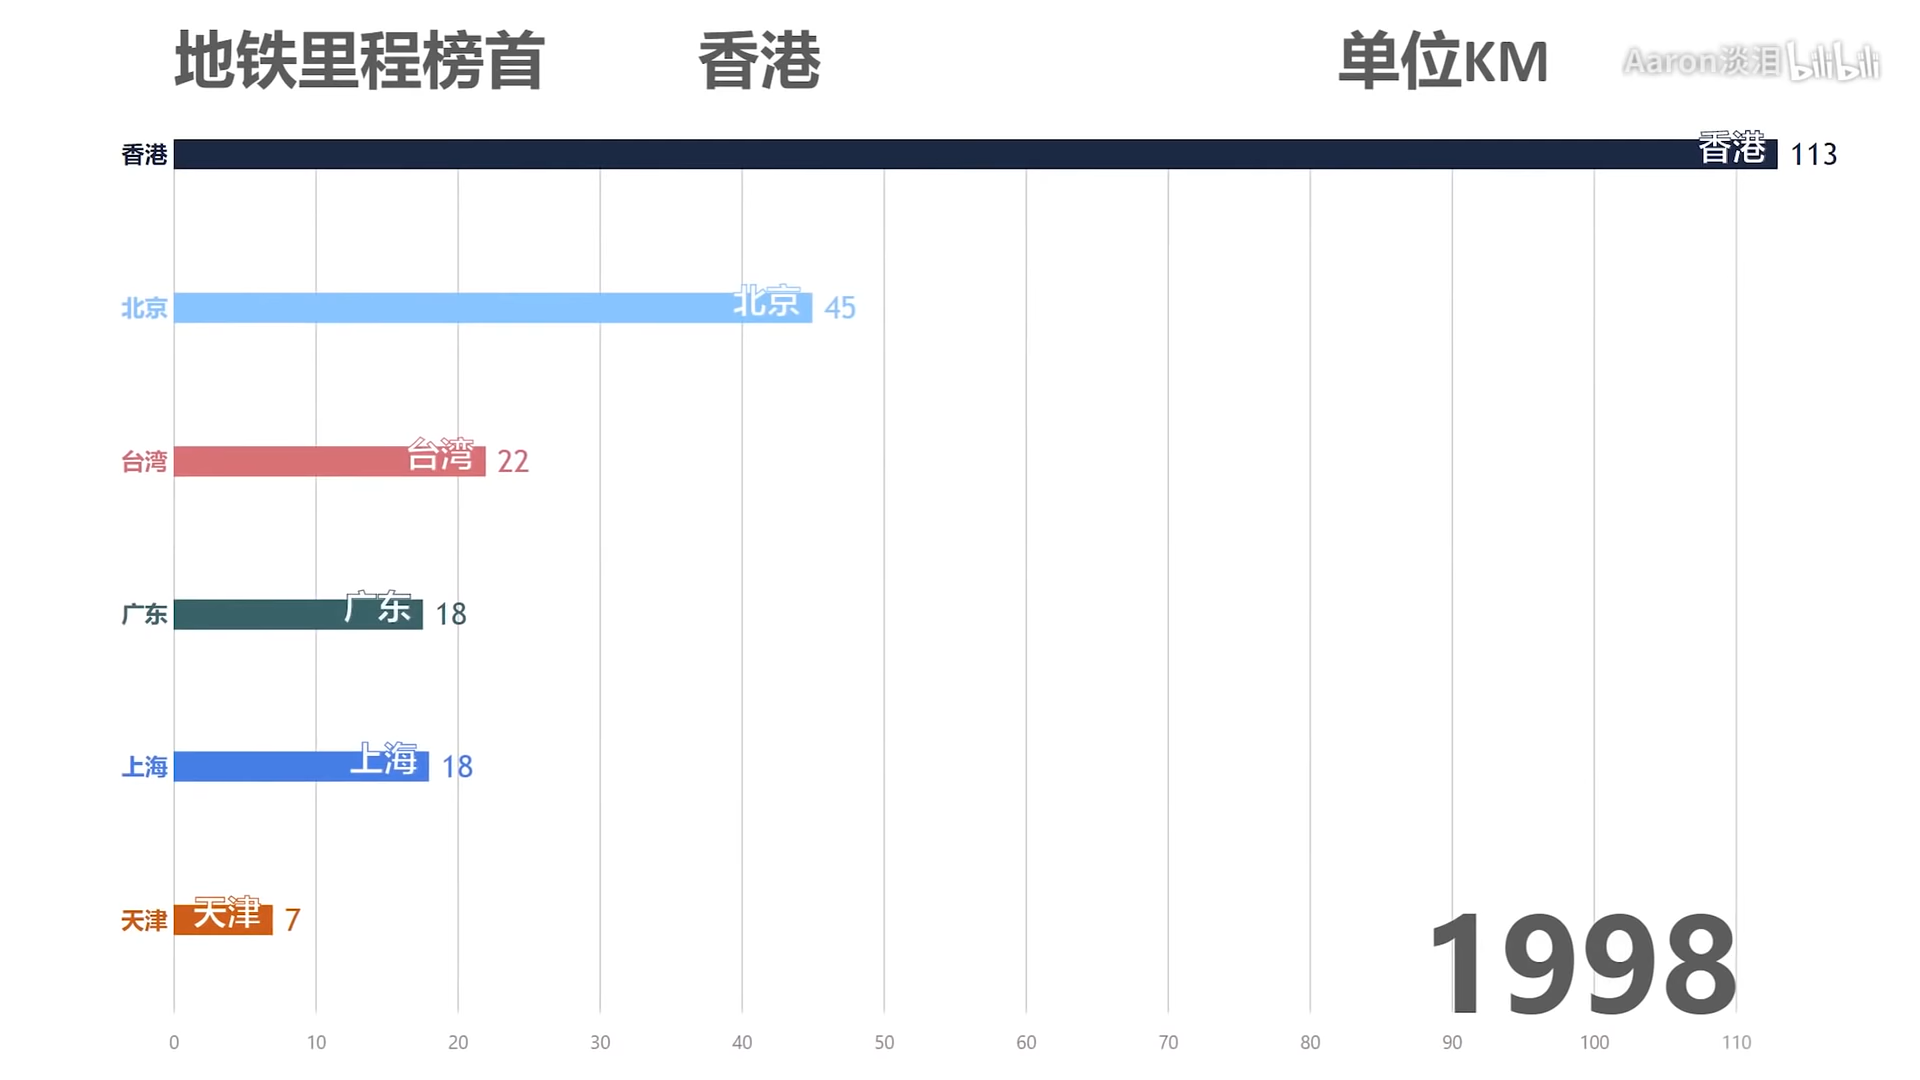 地铁里程榜首 香港 单位KM Aaron淡泪 bilibili
香港 香港 113
北京 北京 45
台湾 台湾 22
广东 广东 18
上海 上海 18
天津 天津 7
1998
0 10 20 30 40 50 60 70 80 90 100 110